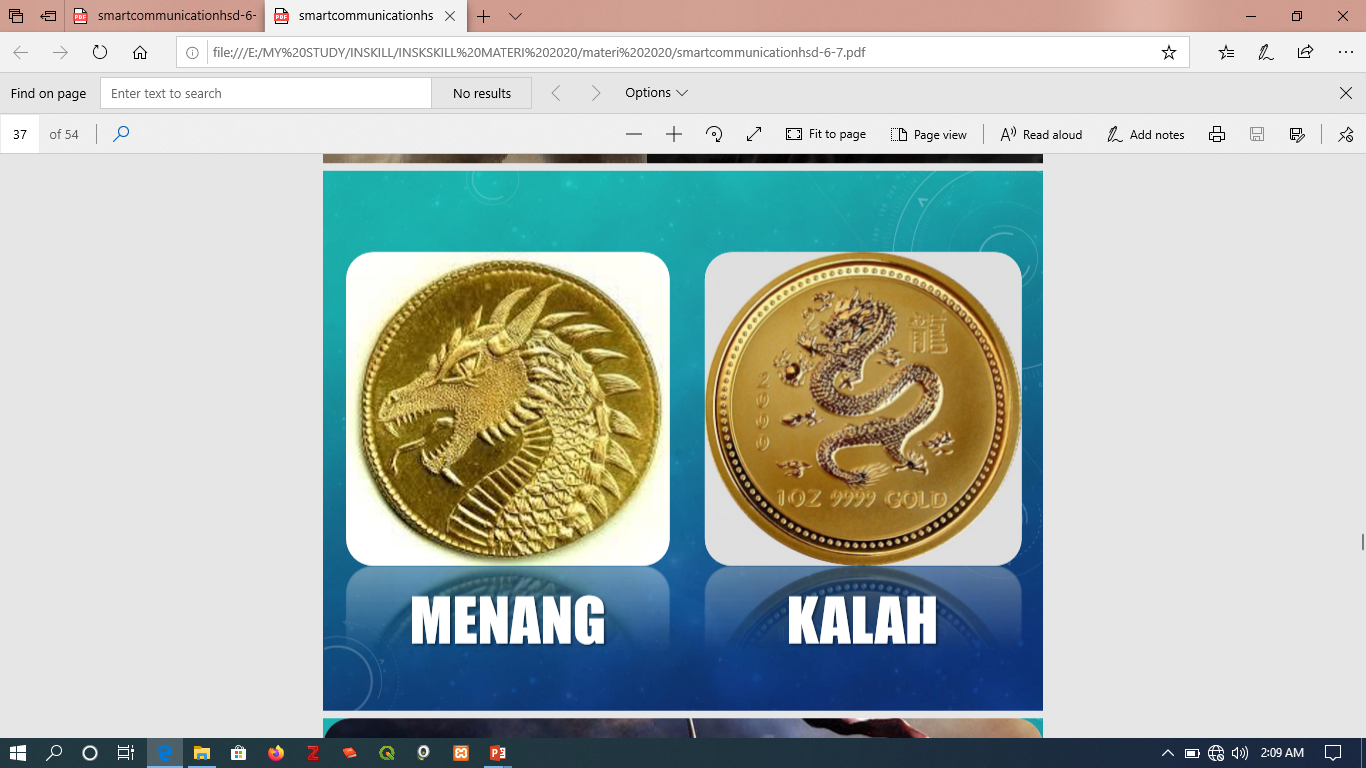 smartcommunicationhsd-6-
smartcommunicationhs
file:///E:/MY%20STUDY/INSKILL/INSKSKILL%20MATERI%202020/materi%202020/smartcommunicationhsd-6-7.pdf
Find on page
Enter text to search
No results
Options
37 of 54
Fit to page
Page view
Read aloud
Add notes
龍
2000
1OZ 9999 GOLD
MENANG
KALAH
2:09 AM